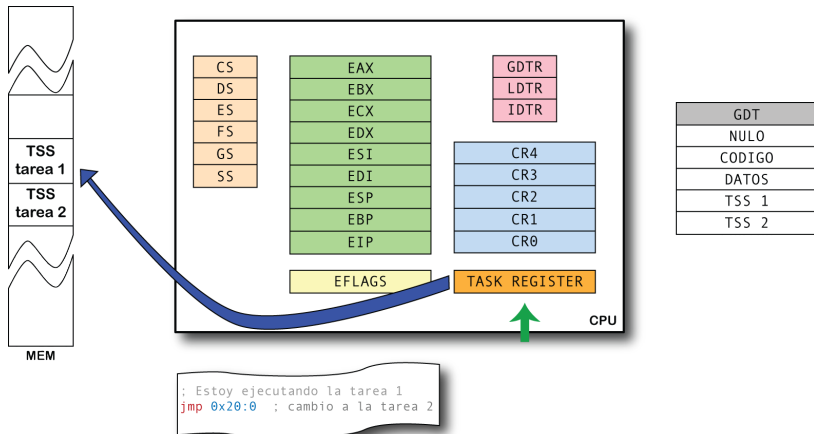 TSS
tarea 1
TSS
tarea 2
MEM
CS
DS
ES
FS
GS
SS
EAX
EBX
ECX
EDX
ESI
EDI
ESP
EBP
EIP
EFLAGS
GDTR
LDTR
IDTR
CR4
CR3
CR2
CR1
CR0
TASK REGISTER
CPU
GDT
NULO
CODIGO
DATOS
TSS 1
TSS 2
; Estoy ejecutando la tarea 1
jmp 0x20:0 ; cambio a la tarea 2